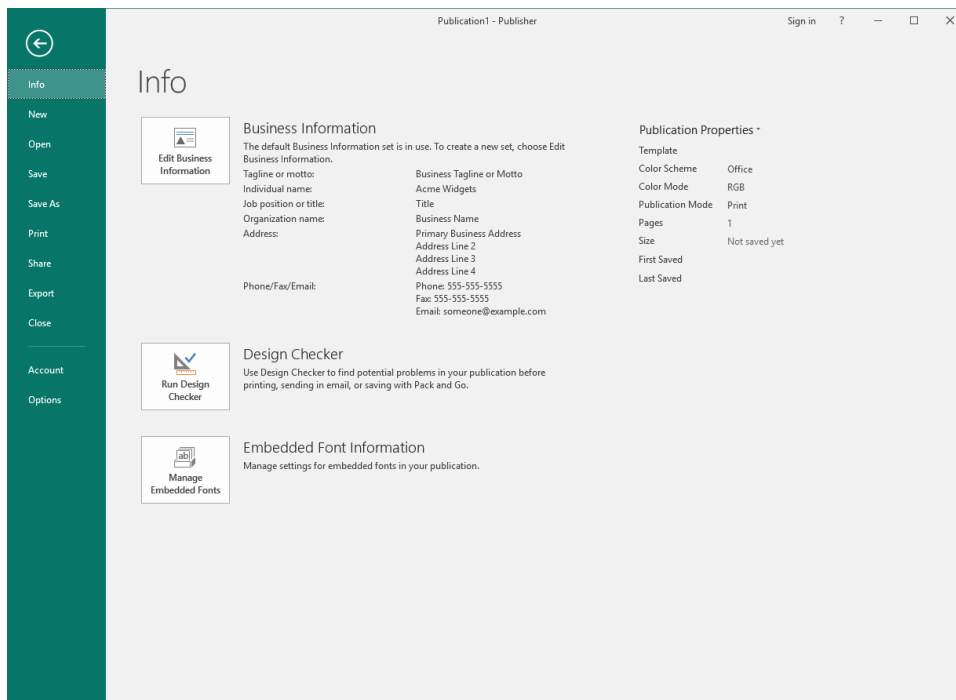 Publication1 - Publisher
Sign in
?
Info
New
Open
Save
Save As
Print
Share
Export
Close
Account
Options
Info
Edit Business
Information
Business Information
The default Business Information set is in use. To create a new set, choose Edit
Business Information.
Tagline or motto: Business Tagline or Motto
Individual name: Acme Widgets
Job position or title: Title
Organization name: Business Name
Address: Primary Business Address
Address Line 2
Address Line 3
Address Line 4
Phone/Fax/Email: Phone: 555-555-5555
Fax: 555-555-5555
Email: someone@example.com
Run Design
Checker
Design Checker
Use Design Checker to find potential problems in your publication before
printing, sending in email, or saving with Pack and Go.
Manage
Embedded Fonts
ab
Embedded Font Information
Manage settings for embedded fonts in your publication.
Publication Properties
Template
Color Scheme Office
Color Mode RGB
Publication Mode Print
Pages 1
Size Not saved yet
First Saved
Last Saved